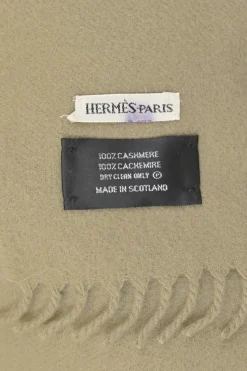 HERMÈS-PARIS
100% CASHMERE
100% CACHEMIRE
DRY CLEAN ONLY Ⓟ
MADE IN SCOTLAND